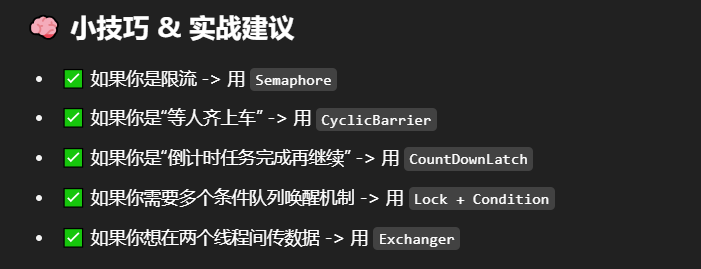 🧠 小技巧 & 实战建议
• ✅ 如果你是限流 -> 用 Semaphore
• ✅ 如果你是“等人齐上车” -> 用 CyclicBarrier
• ✅ 如果你是“倒计时任务完成再继续” -> 用 CountDownLatch
• ✅ 如果你需要多个条件队列唤醒机制 -> 用 Lock + Condition
• ✅ 如果你想在两个线程间传数据 -> 用 Exchanger